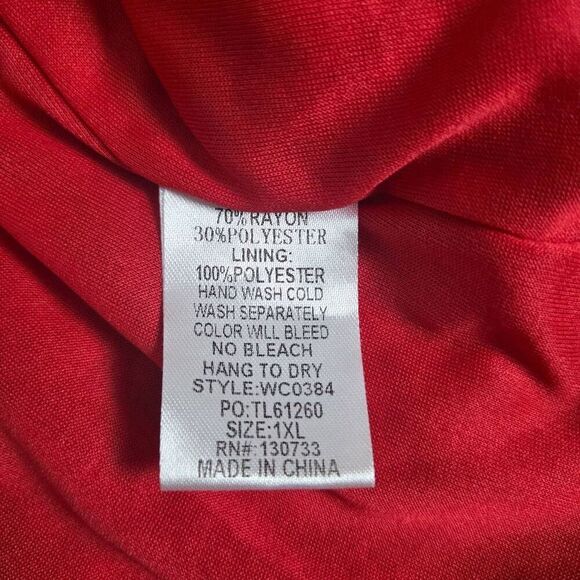 70% RAYON
30%POLYESTER
LINING:
100%POLYESTER
HAND WASH COLD
WASH SEPARATELY
COLOR WILL BLEED
NO BLEACH
HANG TO DRY
STYLE:WC0384
PO:TL61260
SIZE:1XL
RN#:130733
MADE IN CHINA